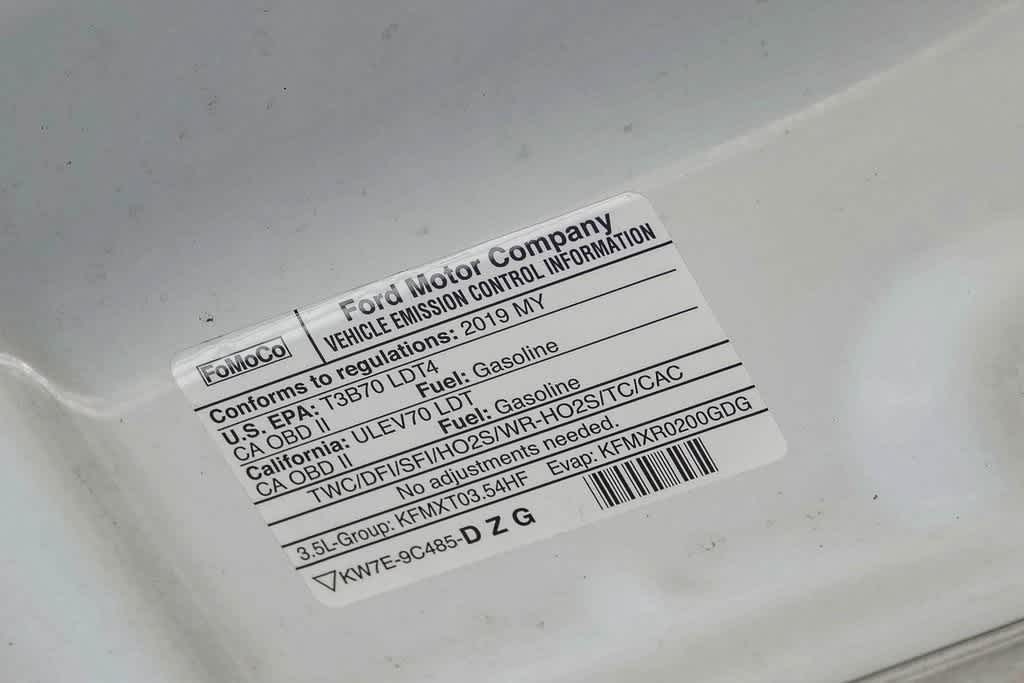 FoMoCo
Ford Motor Company
VEHICLE EMISSION CONTROL INFORMATION
Conforms to regulations: 2019 MY
U.S. EPA: T3B70 LDT4
CA OBD II Fuel: Gasoline
California: ULEV70 LDT
CA OBD II Fuel: Gasoline
TWC/DFI/SFI/HO2S/WR-HO2S/TC/CAC
No adjustments needed.
3.5L-Group: KFMXT03.54HF Evap: KFMXR0200GDG
KW7E-9C485-DZG